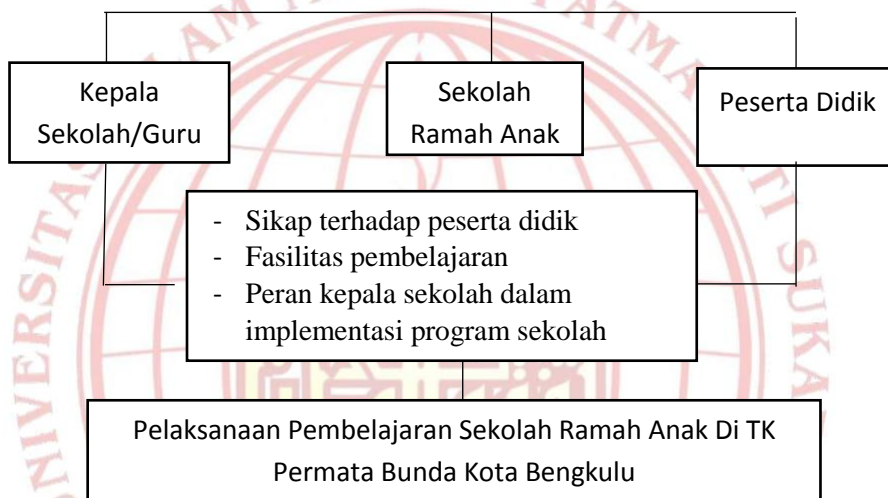 Kepala
Sekolah/Guru
Sekolah
Ramah Anak
Peserta Didik
- Sikap terhadap peserta didik
- Fasilitas pembelajaran
- Peran kepala sekolah dalam
implementasi program sekolah
Pelaksanaan Pembelajaran Sekolah Ramah Anak Di TK
Permata Bunda Kota Bengkulu